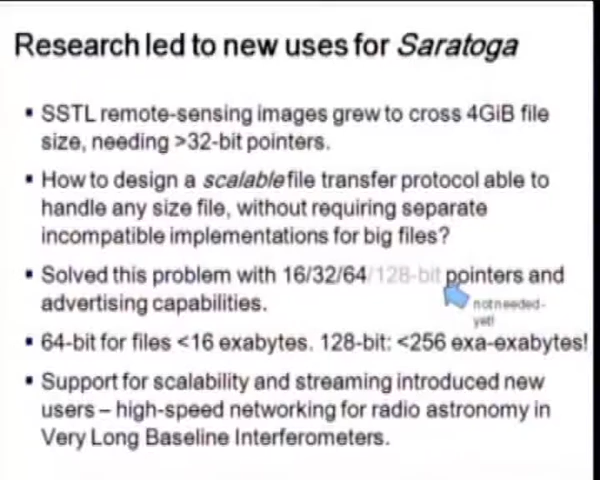 Research led to new uses for Saratoga
▪ SSTL remote-sensing images grew to cross 4GiB file
size, needing >32-bit pointers.
▪ How to design a scalable file transfer protocol able to
handle any size file, without requiring separate
incompatible implementations for big files?
▪ Solved this problem with 16/32/64/128-bit pointers and
advertising capabilities.
not needed-
yet!
▪ 64-bit for files <16 exabytes. 128-bit: <256 exa-exabytes!
▪ Support for scalability and streaming introduced new
users – high-speed networking for radio astronomy in
Very Long Baseline Interferometers.